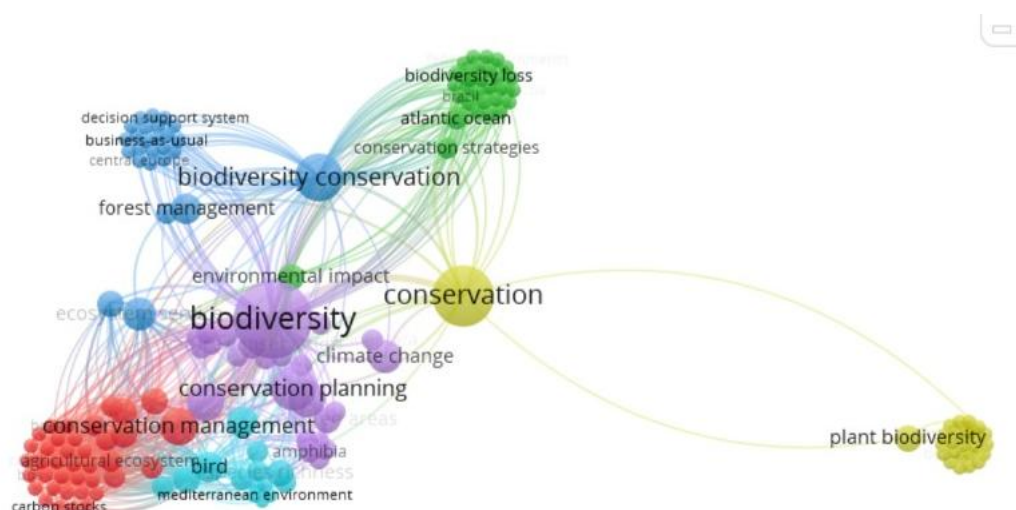 biodiversity loss
brazil
atlantic ocean
conservation strategies
decision support system
business-as-usual
central europe
biodiversity conservation
forest management
environmental impact
conservation
biodiversity
climate change
conservation planning
areas
conservation management
amphibia
agricultural ecosystem
bird
mediterranean environment
carbon stocks
plant biodiversity